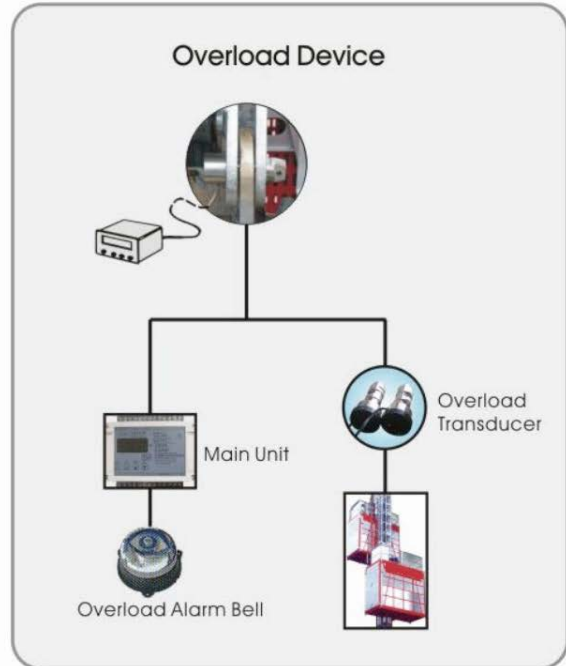 Overload Device
Overload
Transducer
Main Unit
Overload Alarm Bell